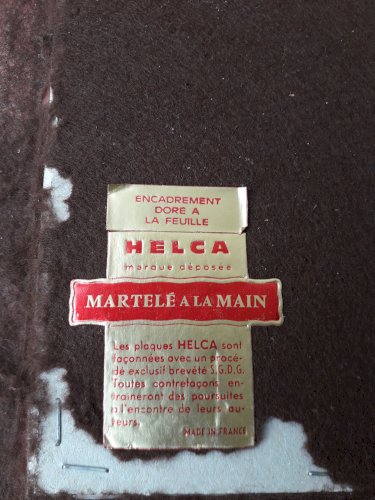 ENCADREMENT
DORE A
LA FEUILLE
HELCA
marque déposée
MARTELÉ A LA MAIN
Les plaques HELCA sont
façonnées avec un procé-
dé exclusif breveté S.G.D.G.
Toutes contrefaçons en-
traineront des poursuites
à l'encontre de leurs au-
teurs.
MADE IN FRANCE